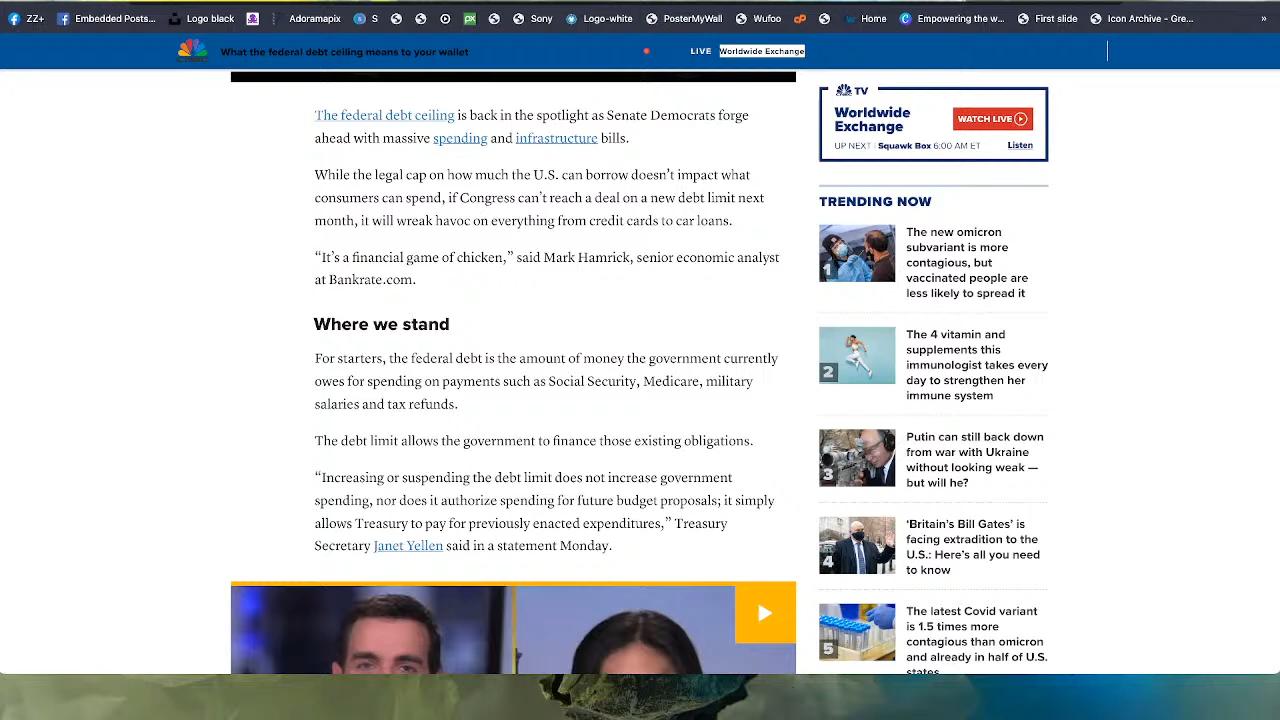 Embedded Posts...
Logo black
Adoramapix
S
Sony
Logo-white
PosterMyWall
Wufoo
Home
Empowering the w...
First slide
Icon Archive - Gre...
»
CNBC
What the federal debt ceiling means to your wallet
LIVE
Worldwide Exchange
The federal debt ceiling is back in the spotlight as Senate Democrats forge
ahead with massive spending and infrastructure bills.
While the legal cap on how much the U.S. can borrow doesn’t impact what
consumers can spend, if Congress can’t reach a deal on a new debt limit next
month, it will wreak havoc on everything from credit cards to car loans.
“It’s a financial game of chicken,” said Mark Hamrick, senior economic analyst
at Bankrate.com.
Where we stand
For starters, the federal debt is the amount of money the government currently
owes for spending on payments such as Social Security, Medicare, military
salaries and tax refunds.
The debt limit allows the government to finance those existing obligations.
“Increasing or suspending the debt limit does not increase government
spending, nor does it authorize spending for future budget proposals; it simply
allows Treasury to pay for previously enacted expenditures,” Treasury
Secretary Janet Yellen said in a statement Monday.
TV
Worldwide
Exchange
WATCH LIVE
UP NEXT | Squawk Box 6:00 AM ET
Listen
TRENDING NOW
1
The new omicron
subvariant is more
contagious, but
vaccinated people are
less likely to spread it
2
The 4 vitamin and
supplements this
immunologist takes every
day to strengthen her
immune system
3
Putin can still back down
from war with Ukraine
without looking weak —
but will he?
4
‘Britain’s Bill Gates’ is
facing extradition to the
U.S.: Here’s all you need
to know
5
The latest Covid variant
is 1.5 times more
contagious than omicron
and already in half of U.S.
states